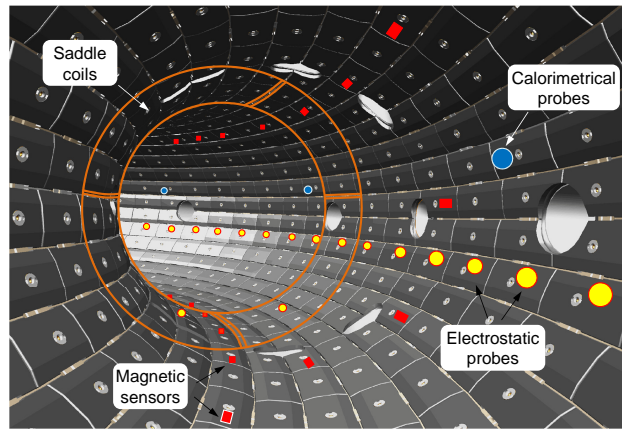 Saddle
coils
Calorimetrical
probes
Electrostatic
probes
Magnetic
sensors